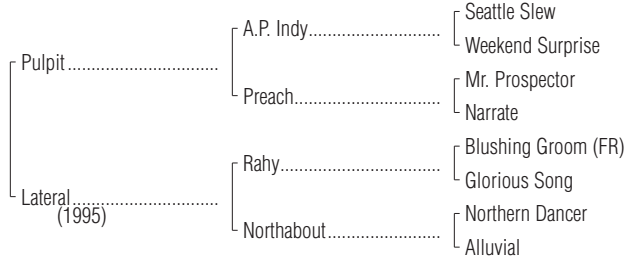 Seattle Slew
A.P. Indy
Weekend Surprise
Pulpit
Mr. Prospector
Preach
Narrate
Blushing Groom (FR)
Rahy
Glorious Song
Lateral
(1995)
Northern Dancer
Northabout
Alluvial